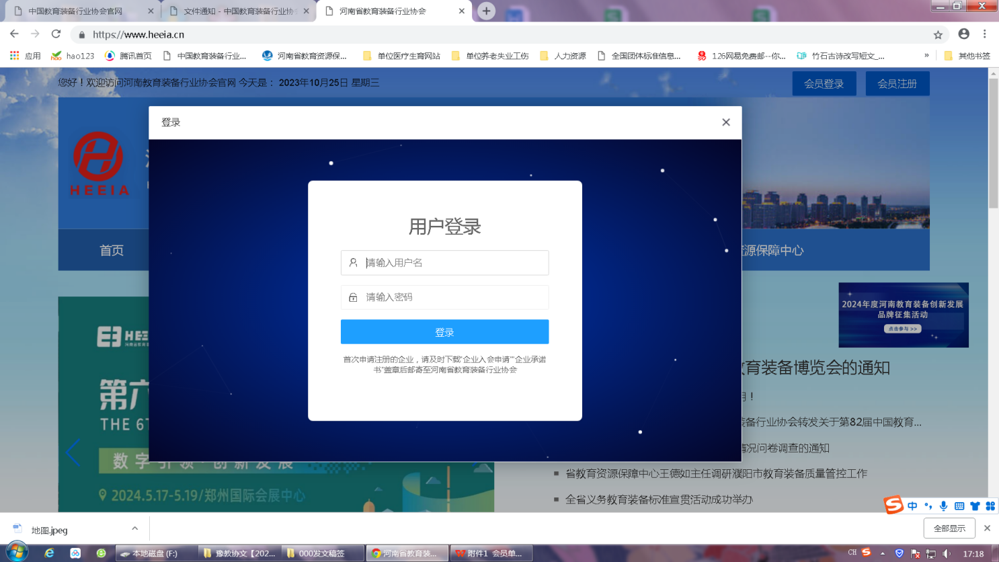 中国教育装备行业协会官网
文件通知 - 中国教育装备行业协会
河南省教育装备行业协会
https://www.heeia.cn
应用
hao123
腾讯首页
中国教育装备行业...
河南省教育资源保...
单位医疗生育网站
单位养老失业工伤
人力资源
全国团体标准信息...
126网易免费邮--你...
竹石古诗改写短文_...
»
其他书签
您好！欢迎访问河南教育装备行业协会官网 今天是： 2023年10月25日 星期三
会员登录
会员注册
登录
HEEIA
首页
源保障中心
用户登录
请输入用户名
请输入密码
登录
首次申请注册的企业，请及时下载“企业入会申请”“企业承诺
书”盖章后邮寄至河南省教育装备行业协会
2024年度河南教育装备创新发展
品牌征集活动
点击参与 >>
教育装备博览会的通知
月！
装备行业协会转发关于第82届中国教育...
情况问卷调查的通知
省教育资源保障中心王德如主任调研濮阳市教育装备质量管控工作
全省义务教育装备标准宣贯活动成功举办
HEE
第六
THE 6T
数字引领·创新发展
2024.5.17-5.19/郑州国际会展中心
中
地图.jpeg
全部显示
本地磁盘 (F:)
豫教协文【202...
000发文稿签
河南省教育装...
附件1 会员单...
CH
17:18